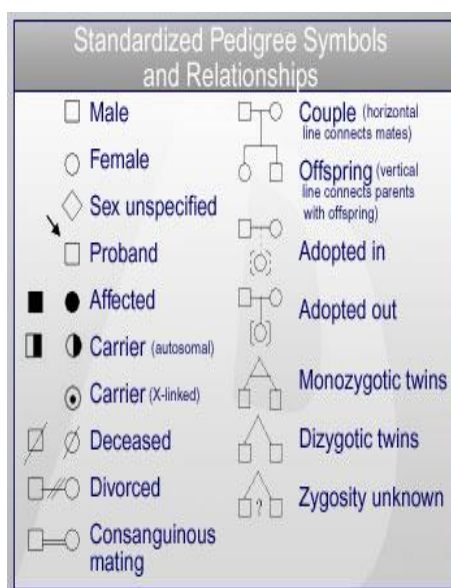 Standardized Pedigree Symbols
and Relationships
Male
Female
Sex unspecified
Proband
Affected
Carrier (autosomal)
Carrier (X-linked)
Deceased
Divorced
Consanguinous
mating
Couple (horizontal
line connects mates)
Offspring (vertical
line connects parents
with offspring)
Adopted in
Adopted out
Monozygotic twins
Dizygotic twins
?
Zygosity unknown